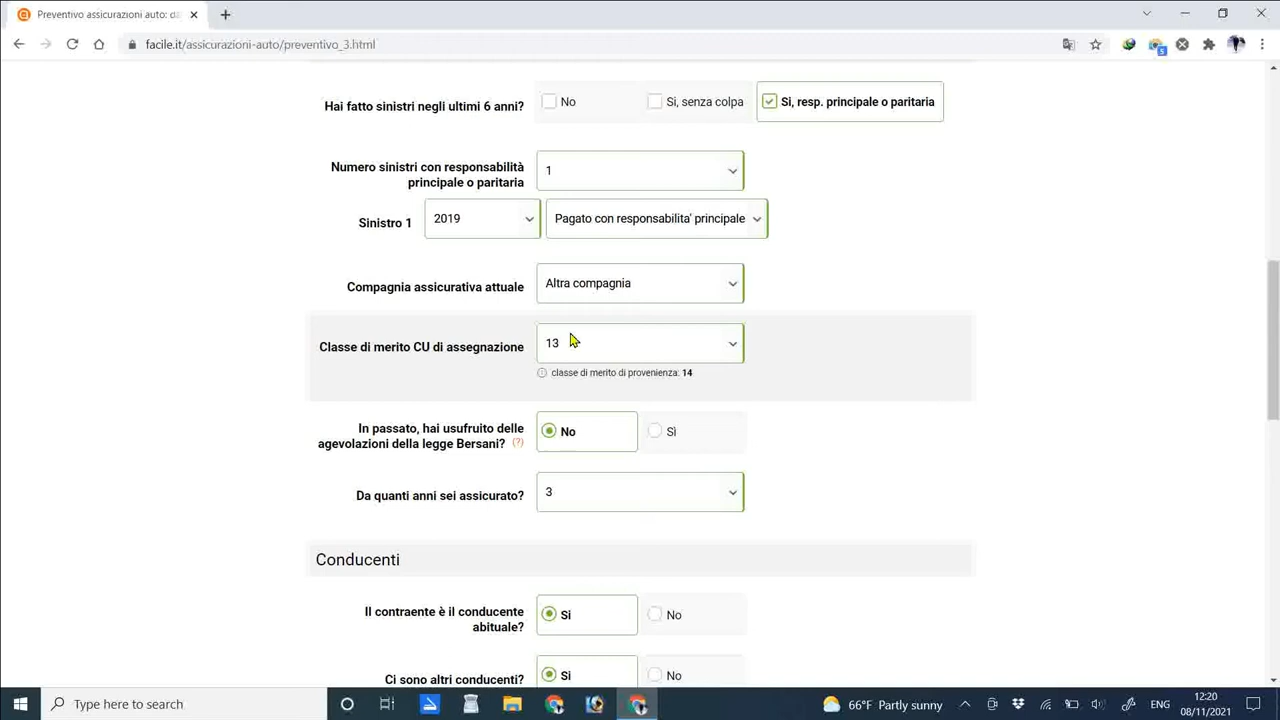 Preventivo assicurazioni auto: da
facile.it/assicurazioni-auto/preventivo_3.html
5
Hai fatto sinistri negli ultimi 6 anni?
No
Si, senza colpa
Si, resp. principale o paritaria
Numero sinistri con responsabilità
principale o paritaria
1
Sinistro 1
2019
Pagato con responsabilita' principale
Compagnia assicurativa attuale
Altra compagnia
Classe di merito CU di assegnazione
13
classe di merito di provenienza: 14
In passato, hai usufruito delle
agevolazioni della legge Bersani? (?)
No
Sì
Da quanti anni sei assicurato?
3
Conducenti
Il contraente è il conducente
abituale?
Si
No
Ci sono altri conducenti?
Si
No
Type here to search
66°F Partly sunny
ENG
12:20
08/11/2021